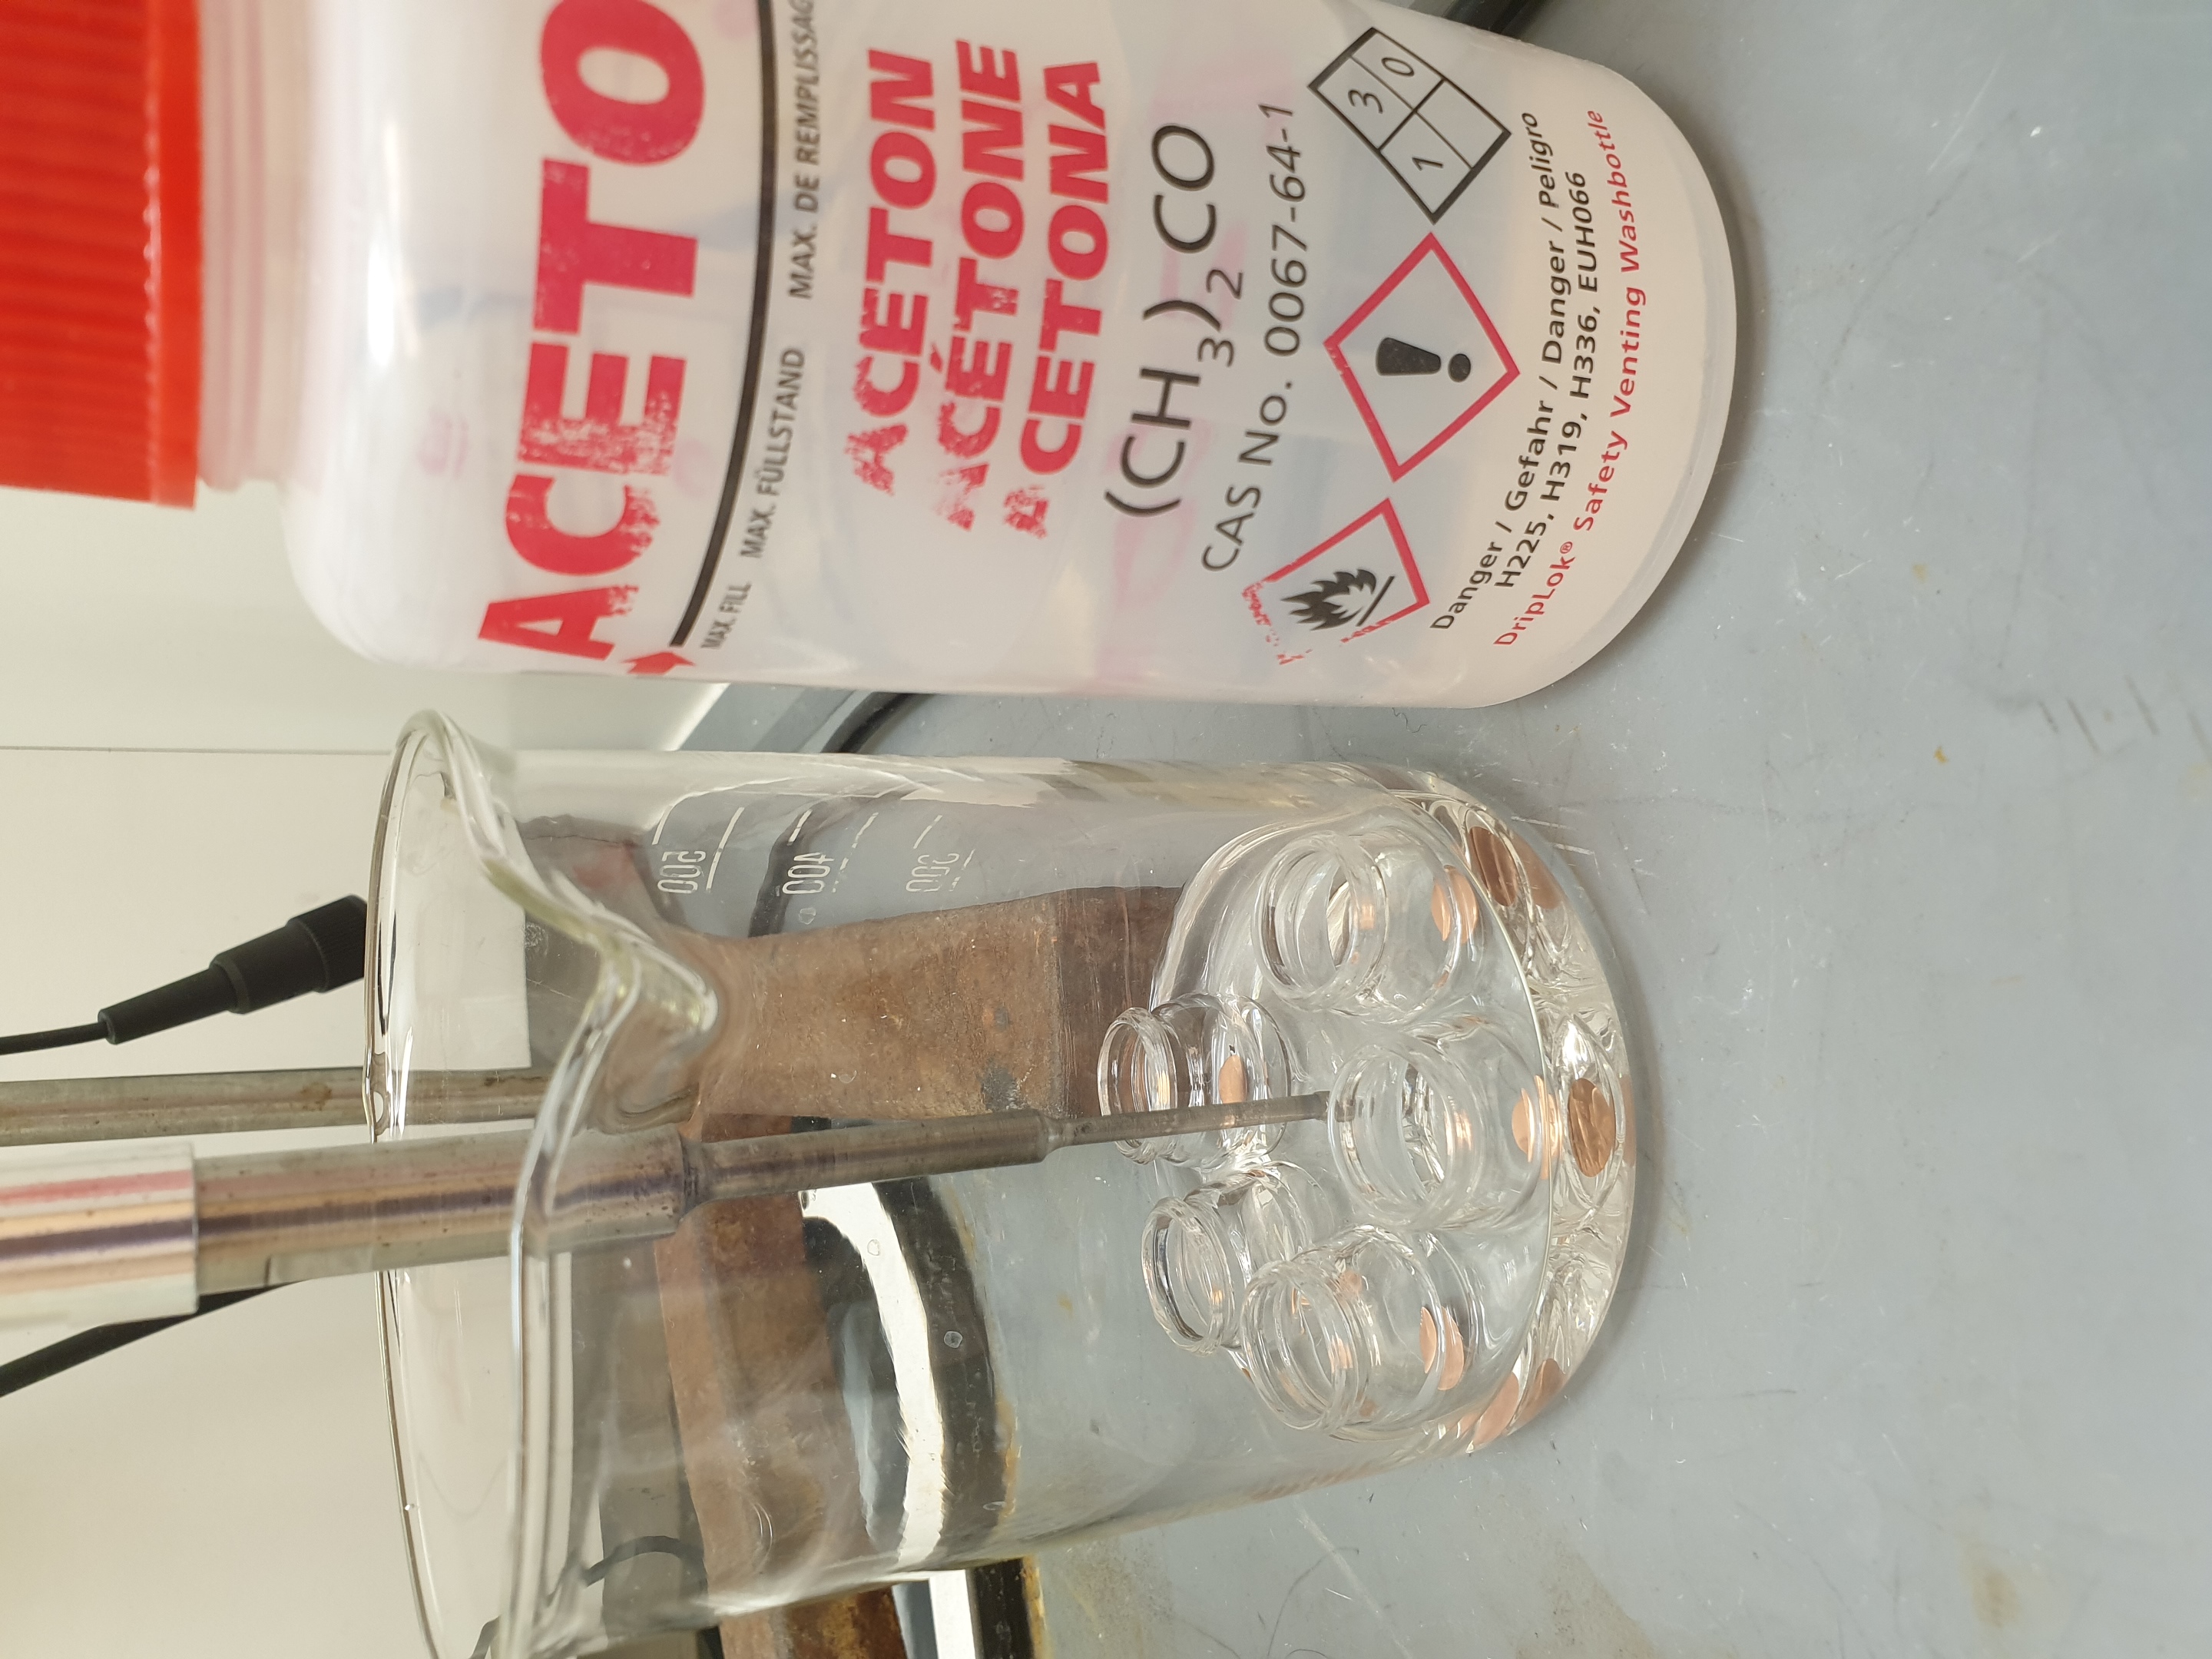 500
400
300
ACETO
MAX. FILL MAX. FÜLLSTAND MAX. DE REMPLISSAG
ACETON
ACÉTONE
ACETONA
(CH3)2CO
CAS No. 0067-64-1
3
1 0
Danger / Gefahr / Danger / Peligro
H225, H319, H336, EUH066
DripLok® Safety Venting Washbottle